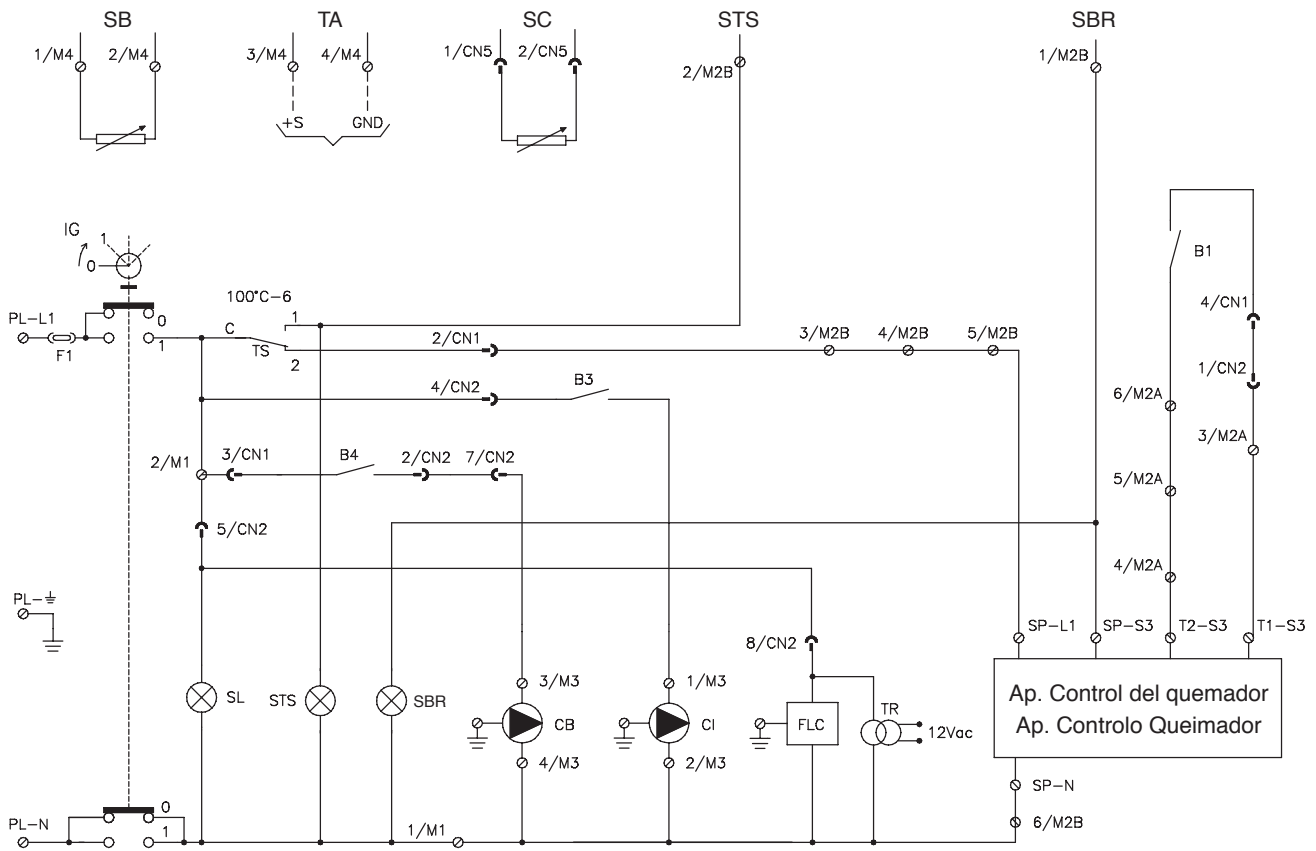 SB TA SC STS SBR
1/M4 2/M4 3/M4 4/M4 1/CN5 2/CN5 2/M2B 1/M2B
+S GND
IG 1 0
B1
100°C-6
4/CN1
PL-L1 F1 0 1 C TS 1 2
2/CN1 3/M2B 4/M2B 5/M2B
1/CN2
4/CN2 B3
6/M2A
3/M2A
2/M1 3/CN1 B4 2/CN2 7/CN2
5/M2A
5/CN2
4/M2A
PL-
8/CN2
SP-L1 SP-S3 T2-S3 T1-S3
SL STS SBR
3/M3 CB 4/M3
1/M3 CI 2/M3
FLC TR 12Vac
Ap. Control del quemador
Ap. Controlo Queimador
SP-N
6/M2B
PL-N 0 1
1/M1